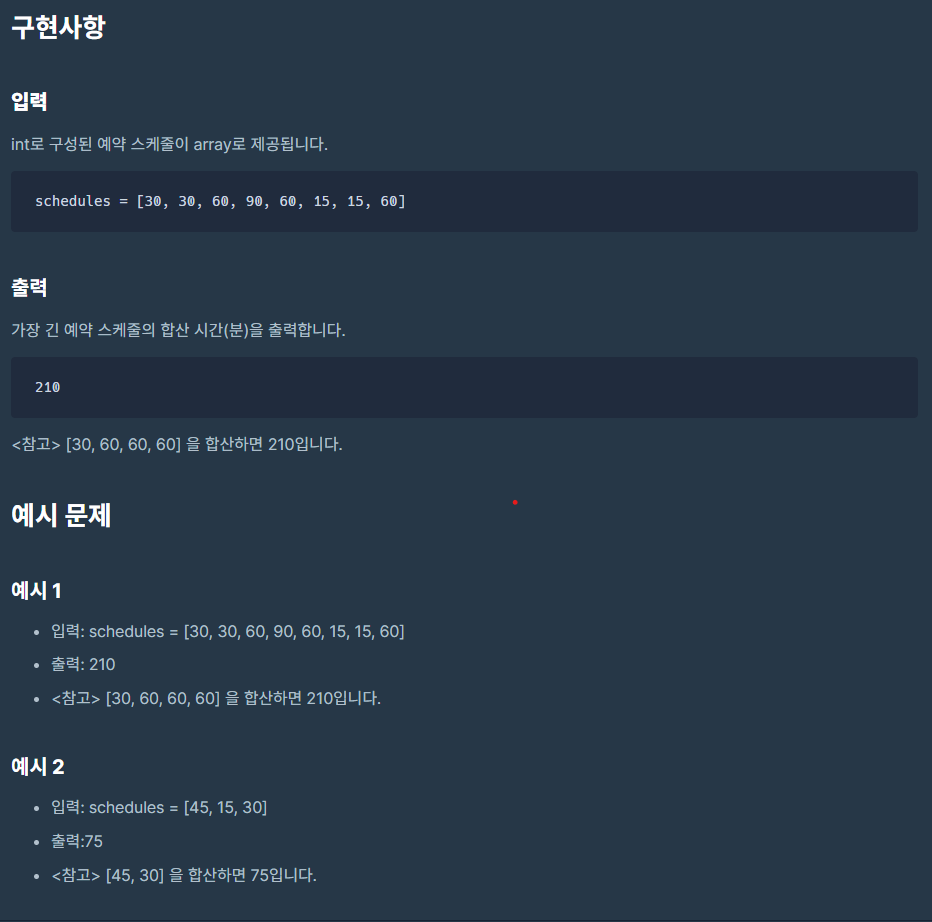 구현사항
입력
int로 구성된 예약 스케줄이 array로 제공됩니다.
schedules = [30, 30, 60, 90, 60, 15, 15, 60]
출력
가장 긴 예약 스케줄의 합산 시간(분)을 출력합니다.
210
<참고> [30, 60, 60, 60] 을 합산하면 210입니다.
예시 문제
예시 1
• 입력: schedules = [30, 30, 60, 90, 60, 15, 15, 60]
• 출력: 210
• <참고> [30, 60, 60, 60] 을 합산하면 210입니다.
예시 2
• 입력: schedules = [45, 15, 30]
• 출력:75
• <참고> [45, 30] 을 합산하면 75입니다.